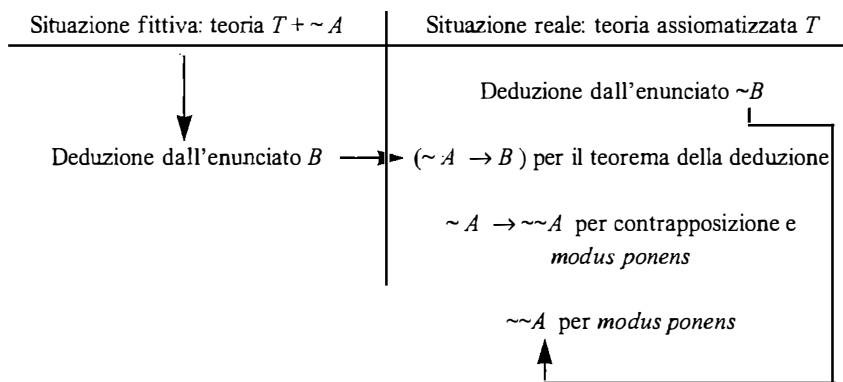 Situazione fittiva: teoria T + ~ A
Situazione reale: teoria assiomatizzata T
Deduzione dall'enunciato ~B
Deduzione dall'enunciato B
(~ A → B ) per il teorema della deduzione
~ A → ~~A per contrapposizione e
modus ponens
~~A per modus ponens